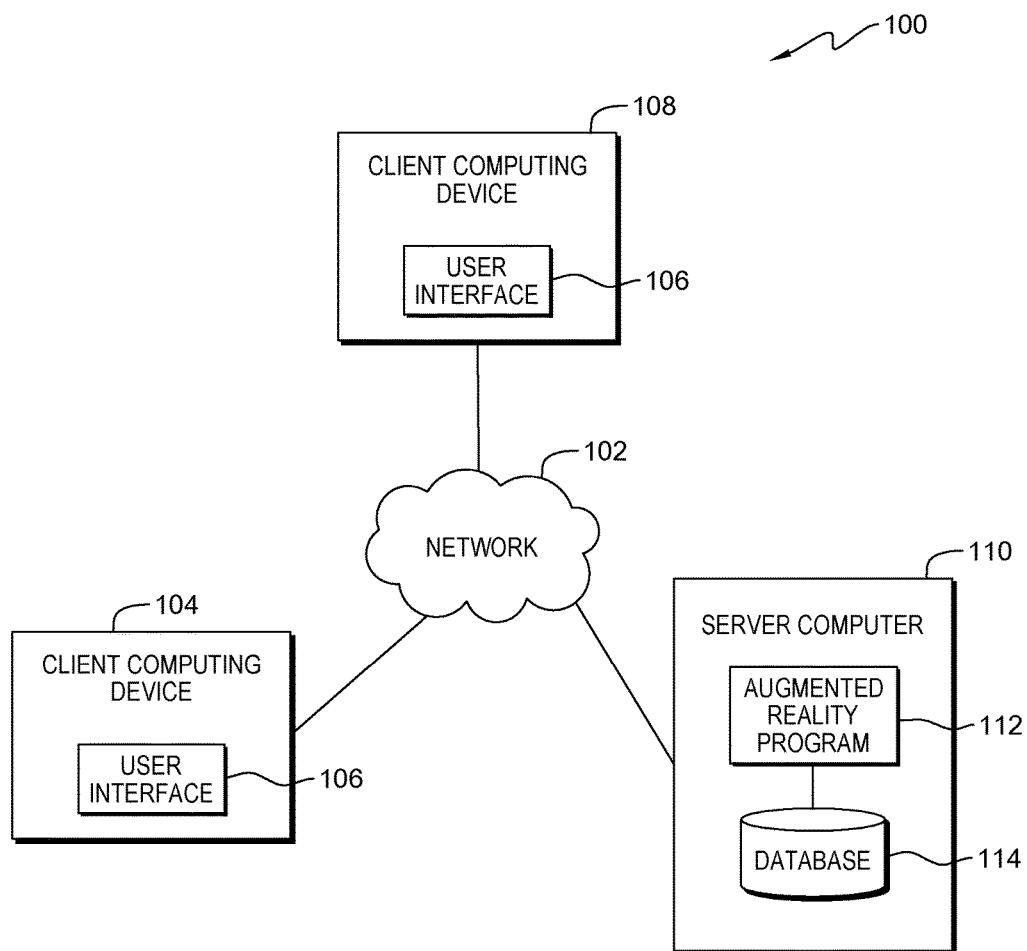 100
108
CLIENT COMPUTING
DEVICE
USER
INTERFACE
106
102
NETWORK
110
SERVER COMPUTER
AUGMENTED
REALITY
PROGRAM
112
DATABASE
114
104
CLIENT COMPUTING
DEVICE
USER
INTERFACE
106